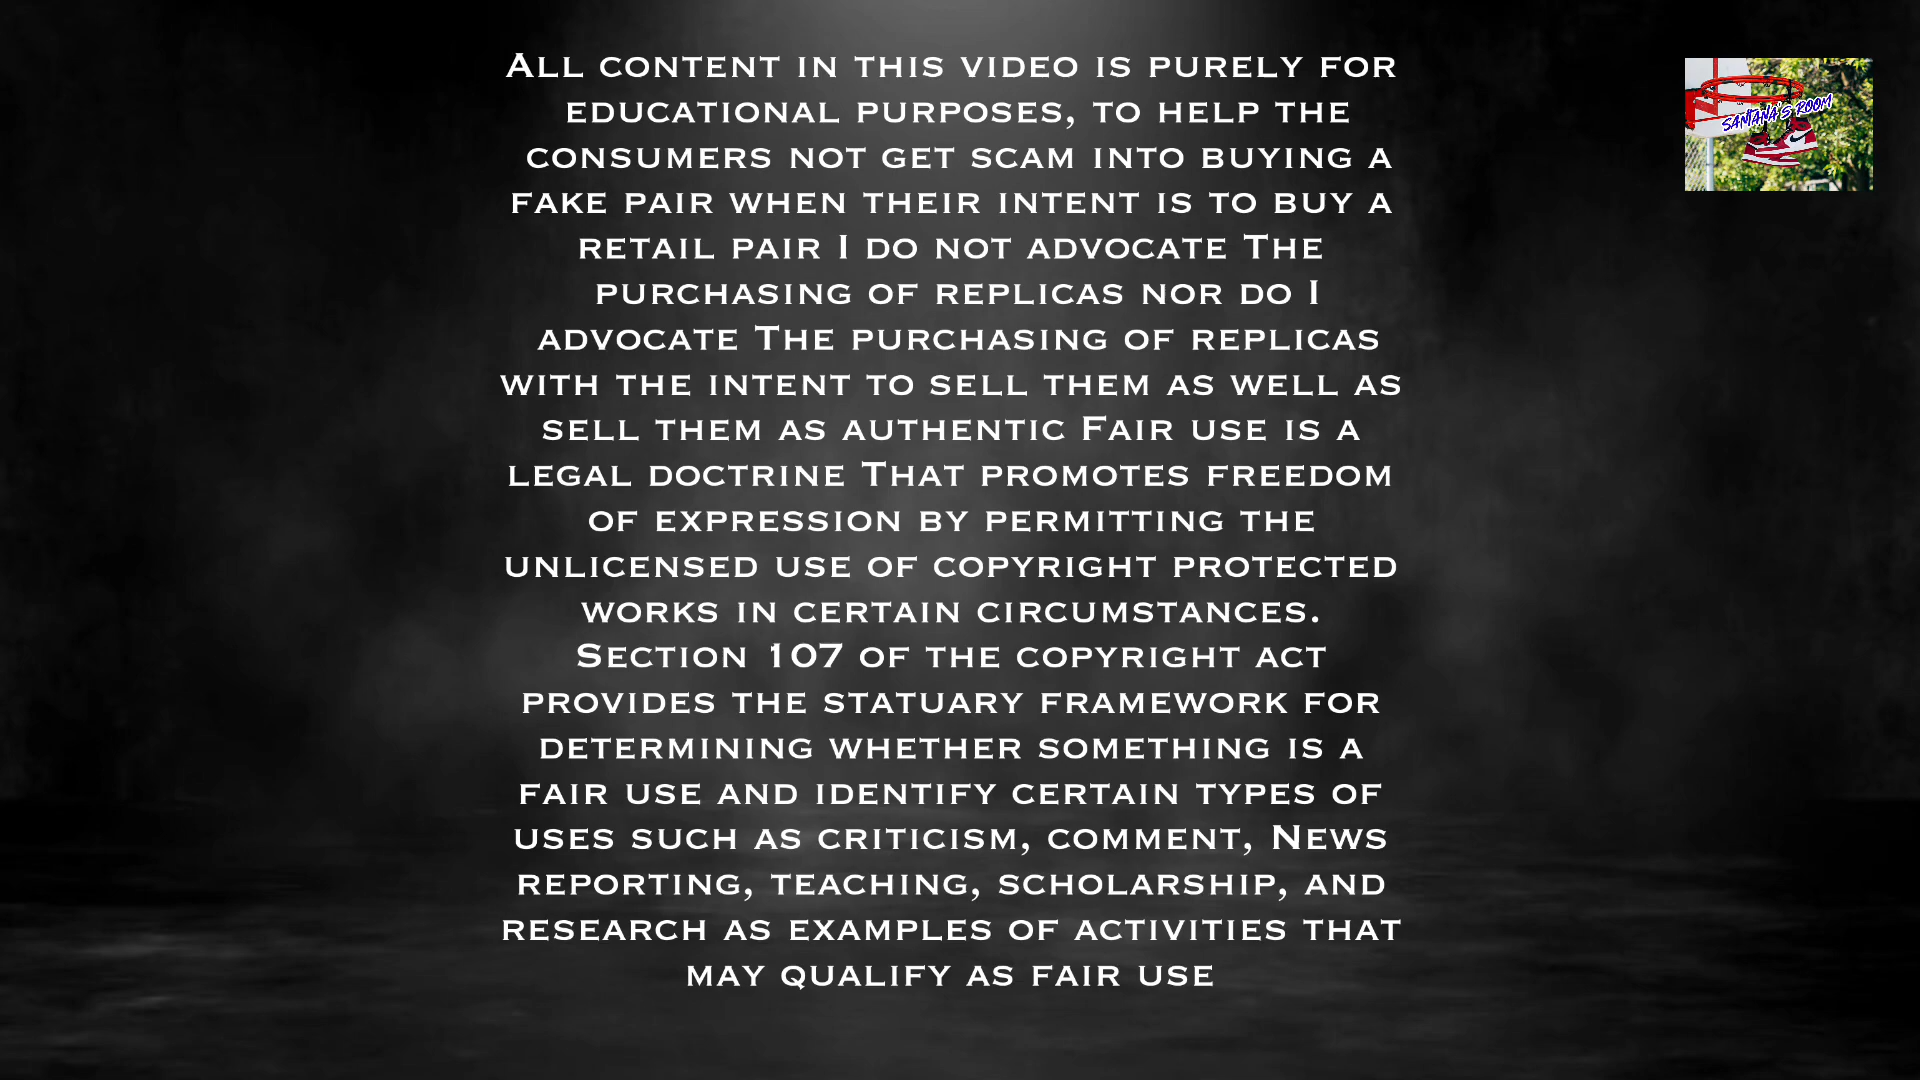 All content in this video is purely for
educational purposes, to help the
consumers not get scam into buying a
fake pair when their intent is to buy a
retail pair I do not advocate The
purchasing of replicas nor do I
advocate The purchasing of replicas
with the intent to sell them as well as
sell them as authentic Fair use is a
legal doctrine That promotes freedom
of expression by permitting the
unlicensed use of copyright protected
works in certain circumstances.
Section 107 of the copyright act
provides the statuary framework for
determining whether something is a
fair use and identify certain types of
uses such as criticism, comment, News
reporting, teaching, scholarship, and
research as examples of activities that
may qualify as fair use
SANTANA'S ROOM